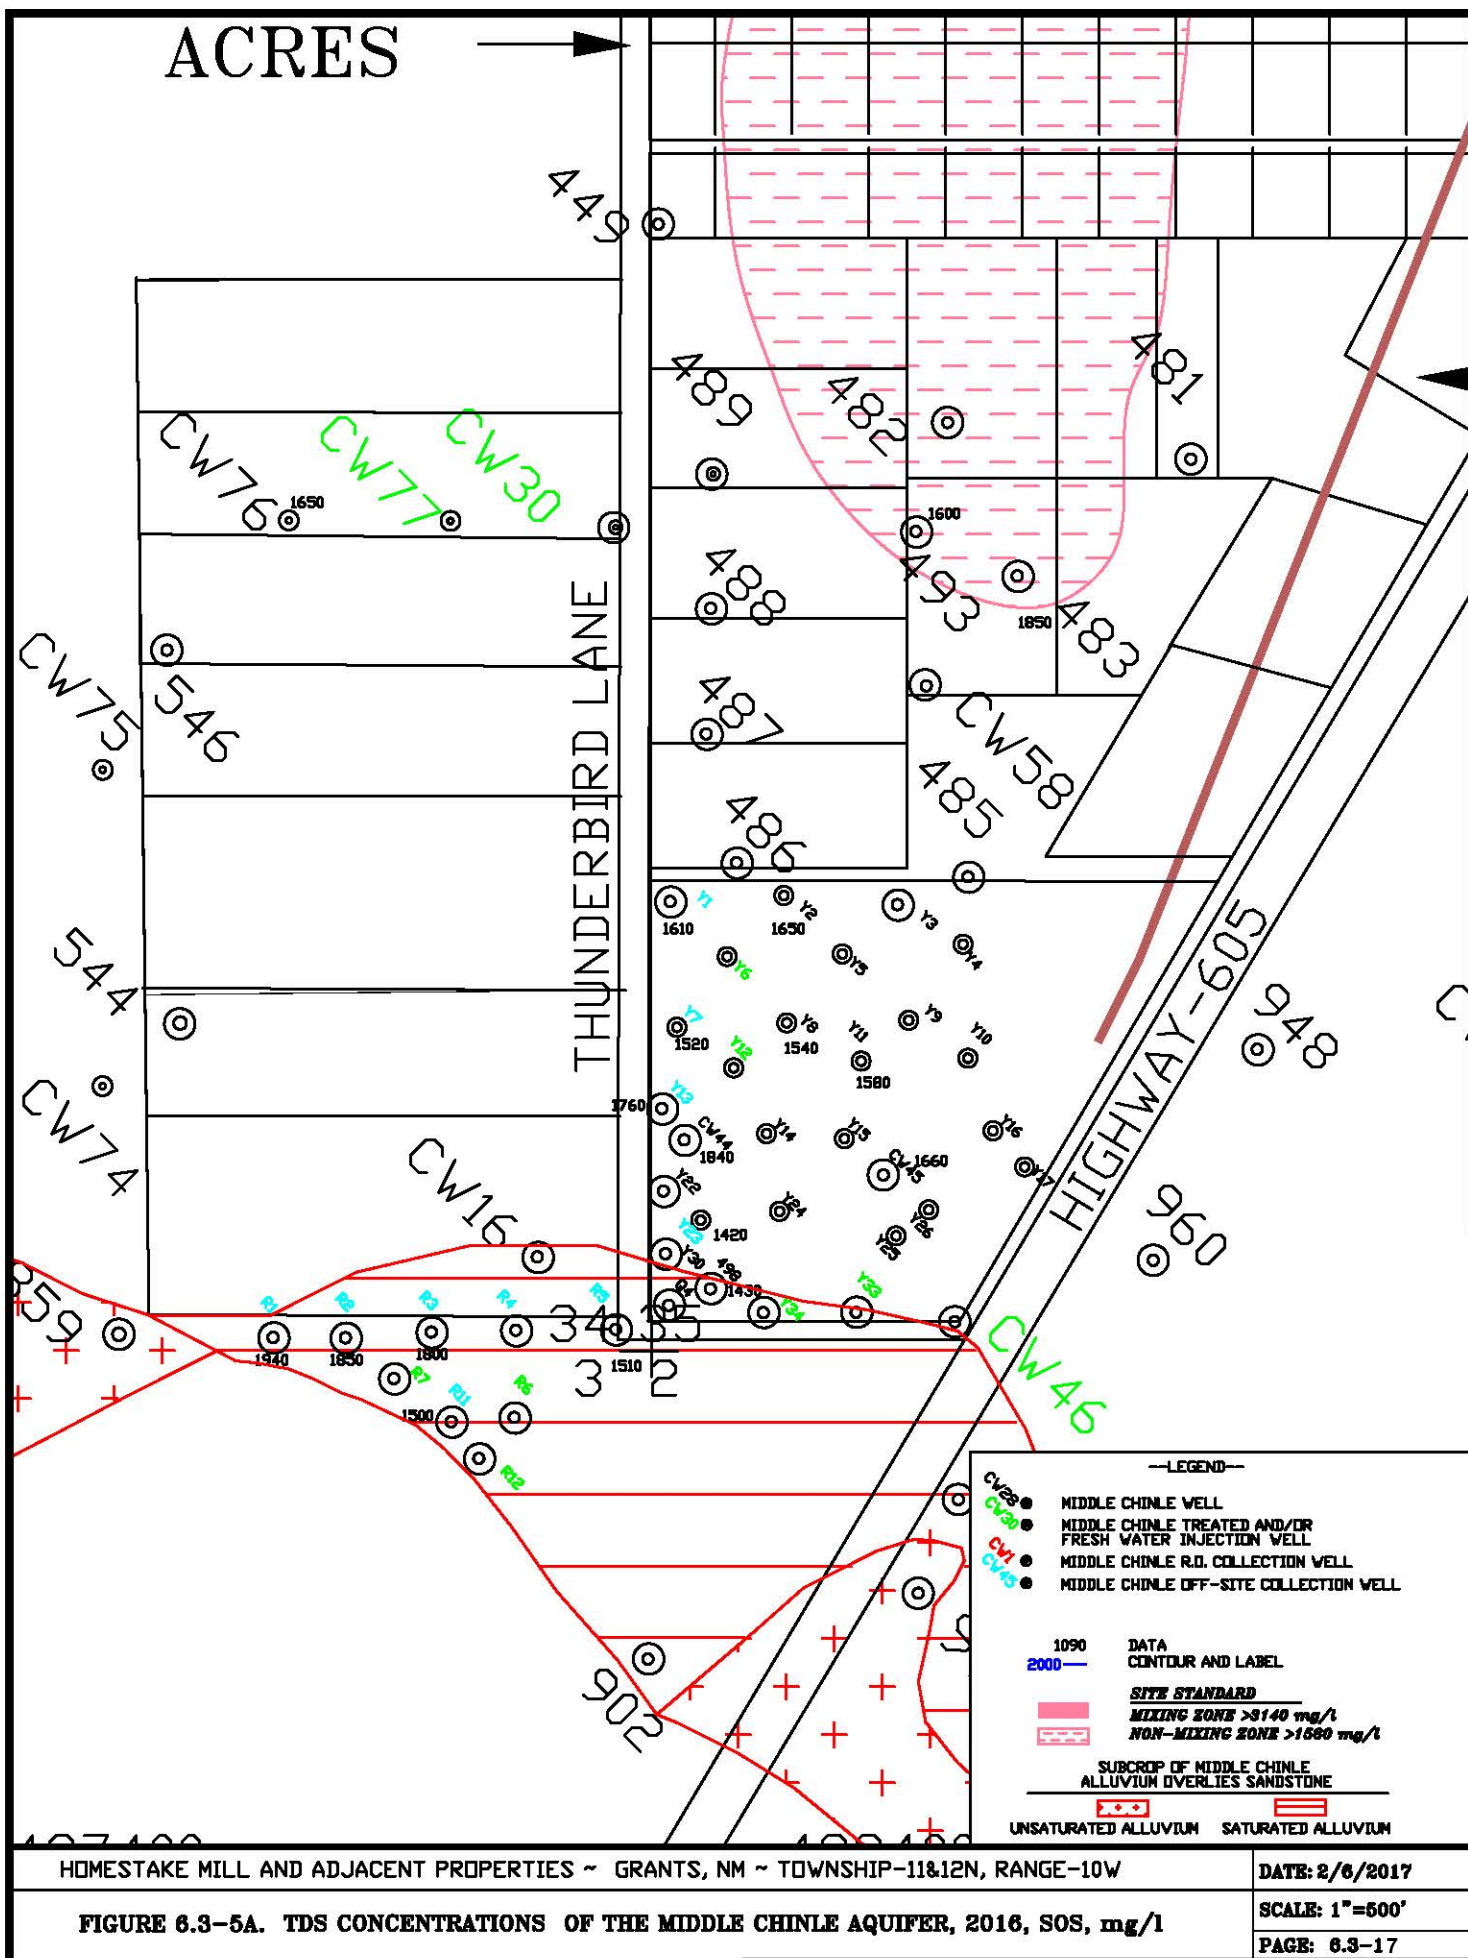 ACRES
449
489
482
481
CW76
1650
CW77
CW30
1600
493
488
1850
483
THUNDERBIRD LANE
CW75
546
487
CW58
485
486
Y1
1610
Y2
1650
Y3
Y4
Y5
Y6
544
Y7
1520
Y8
1540
Y9
Y10
Y11
1580
Y12
HIGHWAY-605
948
CW74
Y13
1760
CW44
1840
Y14
Y15
CW45
1660
Y16
Y17
CW16
Y22
Y23
1420
Y24
Y25
Y26
960
Y30
498
1430
Y34
Y33
859
R1
1940
R2
1850
R3
1800
R4
R5
1510
34 35
3 2
CW46
R7
R11
1500
R6
R12
902
--LEGEND--
CW28 MIDDLE CHINLE WELL
CW30 MIDDLE CHINLE TREATED AND/OR
FRESH WATER INJECTION WELL
CW1 MIDDLE CHINLE R.O. COLLECTION WELL
CW45 MIDDLE CHINLE OFF-SITE COLLECTION WELL
1090 DATA
2000 CONTOUR AND LABEL
SITE STANDARD
MIXING ZONE >3140 mg/l
NON-MIXING ZONE >1560 mg/l
SUBCROP OF MIDDLE CHINLE
ALLUVIUM OVERLIES SANDSTONE
UNSATURATED ALLUVIUM SATURATED ALLUVIUM
HOMESTAKE MILL AND ADJACENT PROPERTIES ~ GRANTS, NM ~ TOWNSHIP-11&12N, RANGE-10W
DATE: 2/6/2017
FIGURE 6.3-5A. TDS CONCENTRATIONS OF THE MIDDLE CHINLE AQUIFER, 2016, SOS, mg/l
SCALE: 1"=500'
PAGE: 6.3-17